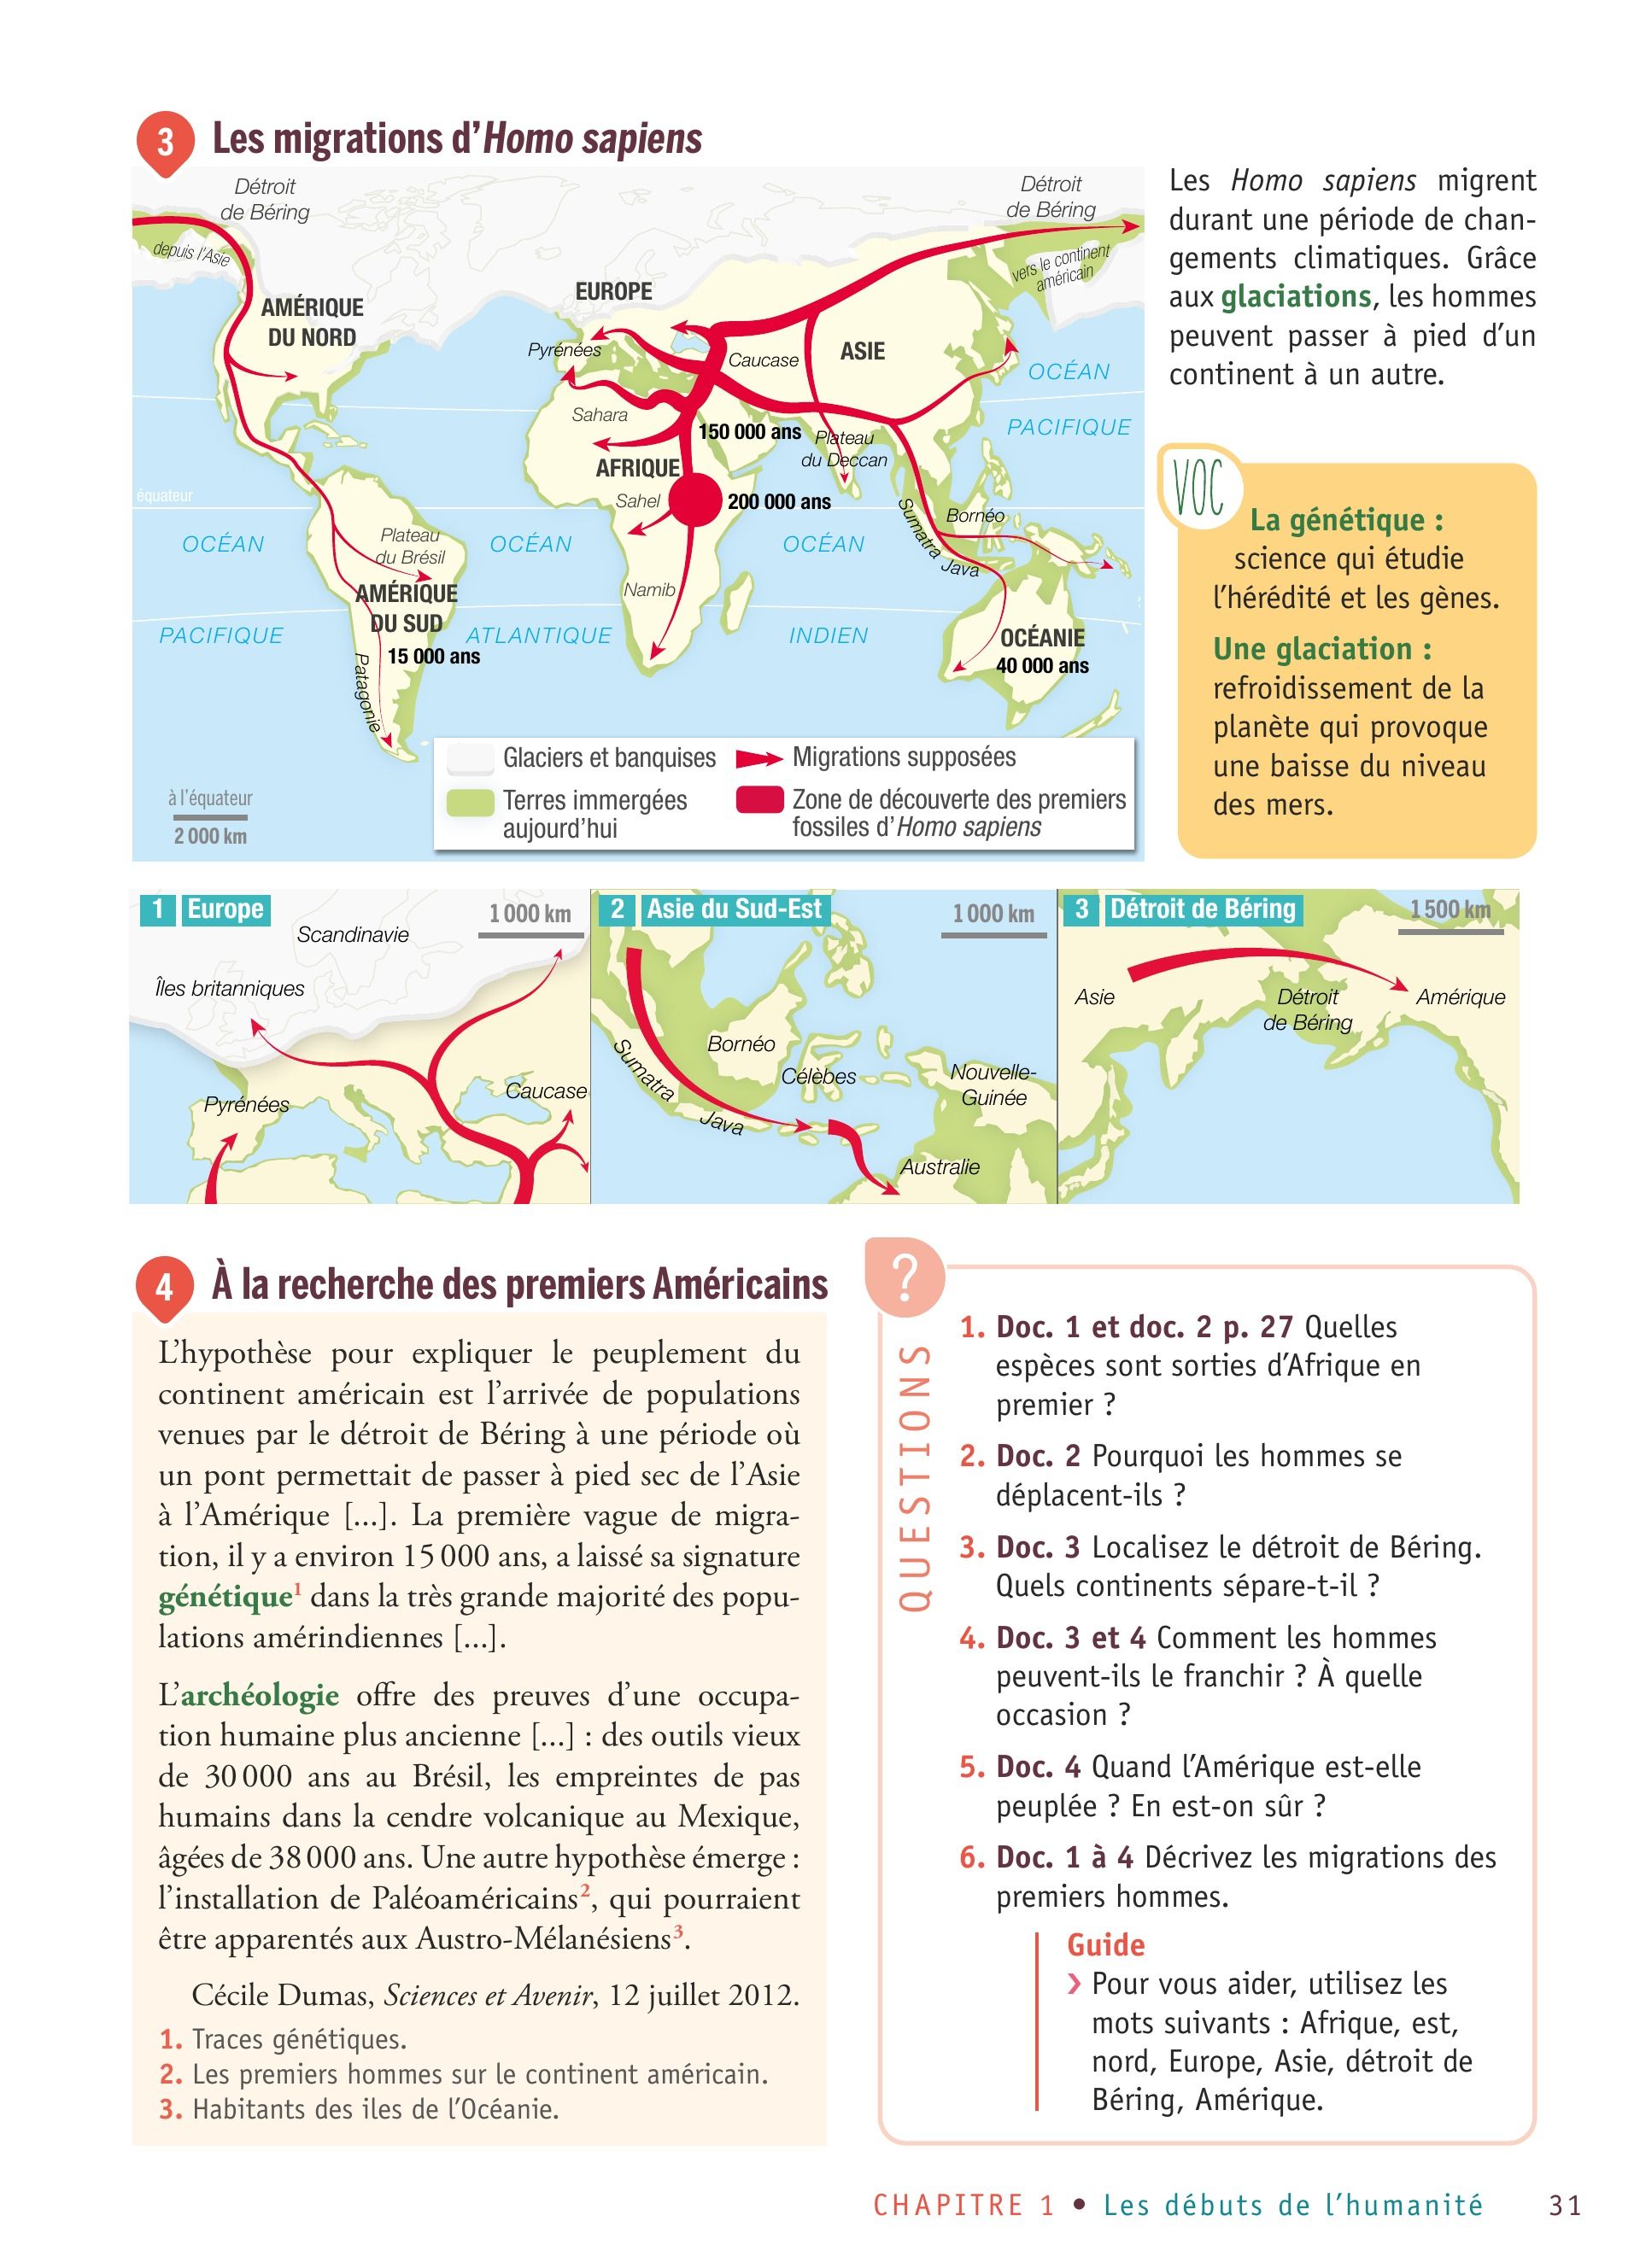 3 Les migrations d’Homo sapiens
Détroit
de Béring
depuis l’Asie
AMÉRIQUE
DU NORD
EUROPE
Pyrénées
Caucase
ASIE
Détroit
de Béring
vers le continent
américain
OCÉAN
PACIFIQUE
Sahara
150 000 ans
Plateau
du Deccan
AFRIQUE
Sahel
200 000 ans
équateur
OCÉAN
PACIFIQUE
Plateau
du Brésil
AMÉRIQUE
DU SUD
15 000 ans
Patagonie
OCÉAN
ATLANTIQUE
Namib
OCÉAN
INDIEN
Sumatra
Bornéo
Java
OCÉANIE
40 000 ans
à l’équateur
2 000 km
Glaciers et banquises
Terres immergées
aujourd’hui
Migrations supposées
Zone de découverte des premiers
fossiles d’Homo sapiens
Les Homo sapiens migrent
durant une période de chan-
gements climatiques. Grâce
aux glaciations, les hommes
peuvent passer à pied d’un
continent à un autre.
VOC
La génétique :
science qui étudie
l’hérédité et les gènes.
Une glaciation :
refroidissement de la
planète qui provoque
une baisse du niveau
des mers.
1 Europe
1 000 km
Scandinavie
Îles britanniques
Pyrénées
Caucase
2 Asie du Sud-Est
1 000 km
Sumatra
Bornéo
Java
Célèbes
Nouvelle-
Guinée
Australie
3 Détroit de Béring
1 500 km
Asie
Détroit
de Béring
Amérique
4 À la recherche des premiers Américains
L’hypothèse pour expliquer le peuplement du
continent américain est l’arrivée de populations
venues par le détroit de Béring à une période où
un pont permettait de passer à pied sec de l’Asie
à l’Amérique [...]. La première vague de migra-
tion, il y a environ 15 000 ans, a laissé sa signature
génétique1 dans la très grande majorité des popu-
lations amérindiennes [...].
L’archéologie offre des preuves d’une occupa-
tion humaine plus ancienne [...] : des outils vieux
de 30 000 ans au Brésil, les empreintes de pas
humains dans la cendre volcanique au Mexique,
âgées de 38 000 ans. Une autre hypothèse émerge :
l’installation de Paléoaméricains2, qui pourraient
être apparentés aux Austro-Mélanésiens3.
Cécile Dumas, Sciences et Avenir, 12 juillet 2012.
1. Traces génétiques.
2. Les premiers hommes sur le continent américain.
3. Habitants des iles de l’Océanie.
?
QUESTIONS
1. Doc. 1 et doc. 2 p. 27 Quelles
espèces sont sorties d’Afrique en
premier ?
2. Doc. 2 Pourquoi les hommes se
déplacent-ils ?
3. Doc. 3 Localisez le détroit de Béring.
Quels continents sépare-t-il ?
4. Doc. 3 et 4 Comment les hommes
peuvent-ils le franchir ? À quelle
occasion ?
5. Doc. 4 Quand l’Amérique est-elle
peuplée ? En est-on sûr ?
6. Doc. 1 à 4 Décrivez les migrations des
premiers hommes.
Guide
› Pour vous aider, utilisez les
mots suivants : Afrique, est,
nord, Europe, Asie, détroit de
Béring, Amérique.
CHAPITRE 1 • Les débuts de l’humanité 31